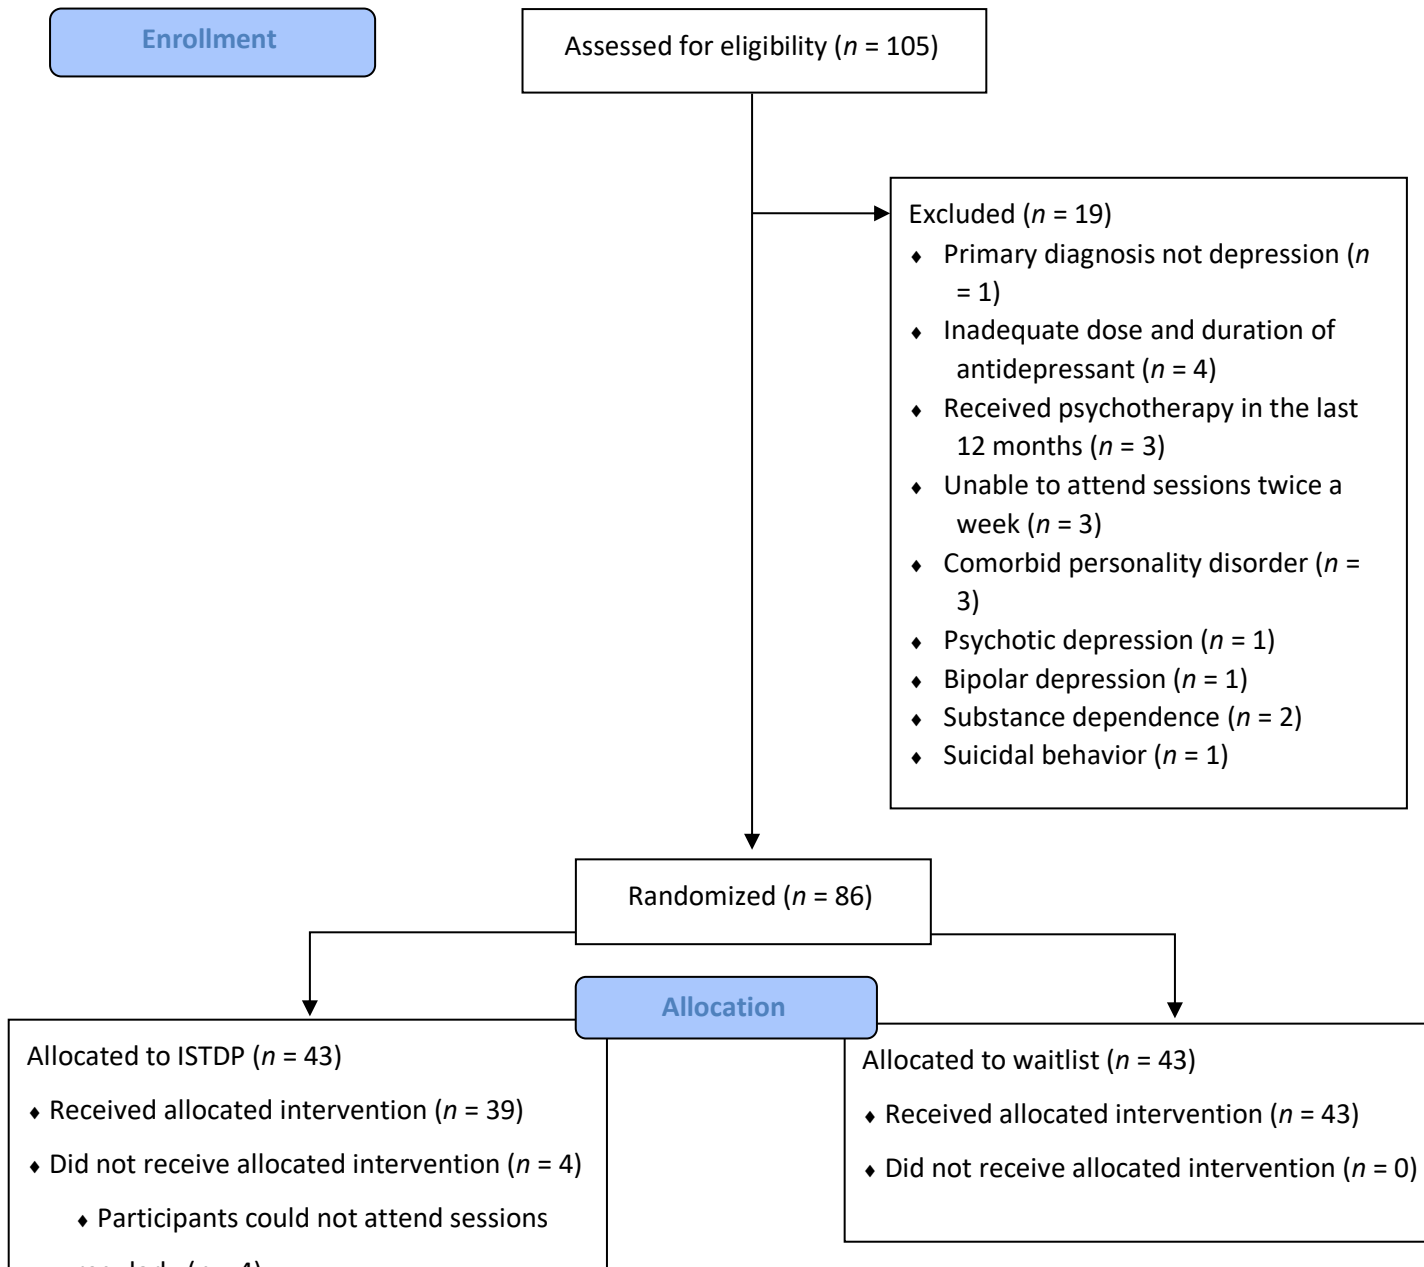 Enrollment
Assessed for eligibility (n = 105)
Excluded (n = 19)
⬧ Primary diagnosis not depression (n
= 1)
⬧ Inadequate dose and duration of
antidepressant (n = 4)
⬧ Received psychotherapy in the last
12 months (n = 3)
⬧ Unable to attend sessions twice a
week (n = 3)
⬧ Comorbid personality disorder (n =
3)
⬧ Psychotic depression (n = 1)
⬧ Bipolar depression (n = 1)
⬧ Substance dependence (n = 2)
⬧ Suicidal behavior (n = 1)
Randomized (n = 86)
Allocation
Allocated to ISTDP (n = 43)
⬧ Received allocated intervention (n = 39)
⬧ Did not receive allocated intervention (n = 4)
⬧ Participants could not attend sessions
Allocated to waitlist (n = 43)
⬧ Received allocated intervention (n = 43)
⬧ Did not receive allocated intervention (n = 0)